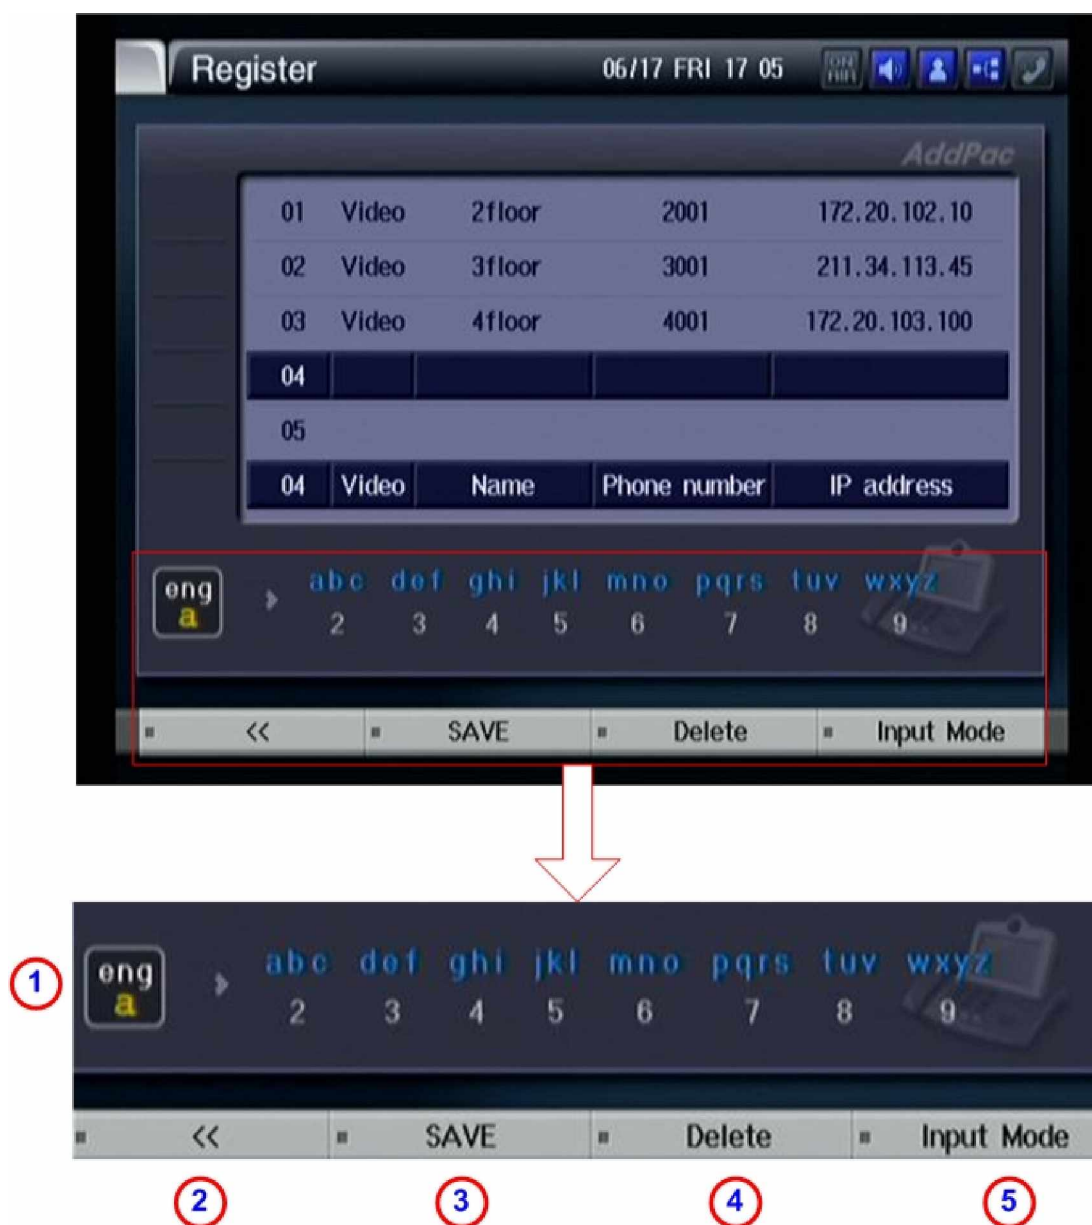 Register 06/17 FRI 17 05 ON AIR
AddPac
01 Video 2floor 2001 172.20.102.10
02 Video 3floor 3001 211.34.113.45
03 Video 4floor 4001 172.20.103.100
04
05
04 Video Name Phone number IP address
eng a abc def ghi jkl mno pqrs tuv wxyz
2 3 4 5 6 7 8 9
<< SAVE Delete Input Mode
1 eng a abc def ghi jkl mno pqrs tuv wxyz
2 3 4 5 6 7 8 9
<< SAVE Delete Input Mode
2 3 4 5